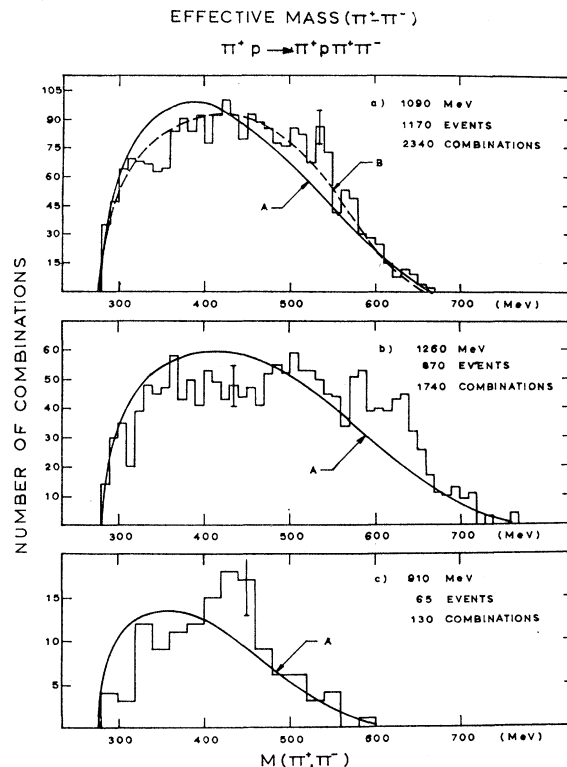 EFFECTIVE MASS (π⁺-π⁻)
π⁺ p → π⁺ p π⁺ π⁻
NUMBER OF COMBINATIONS
105
90
75
60
45
30
15
a) 1090 MeV
1170 EVENTS
2340 COMBINATIONS
B
A
300 400 500 600 700 (MeV)
60
50
40
30
20
10
b) 1260 MeV
870 EVENTS
1740 COMBINATIONS
A
300 400 500 600 700 (MeV)
15
10
5
c) 910 MeV
65 EVENTS
130 COMBINATIONS
A
300 400 500 600 700 (MeV)
M (π⁺,π⁻)